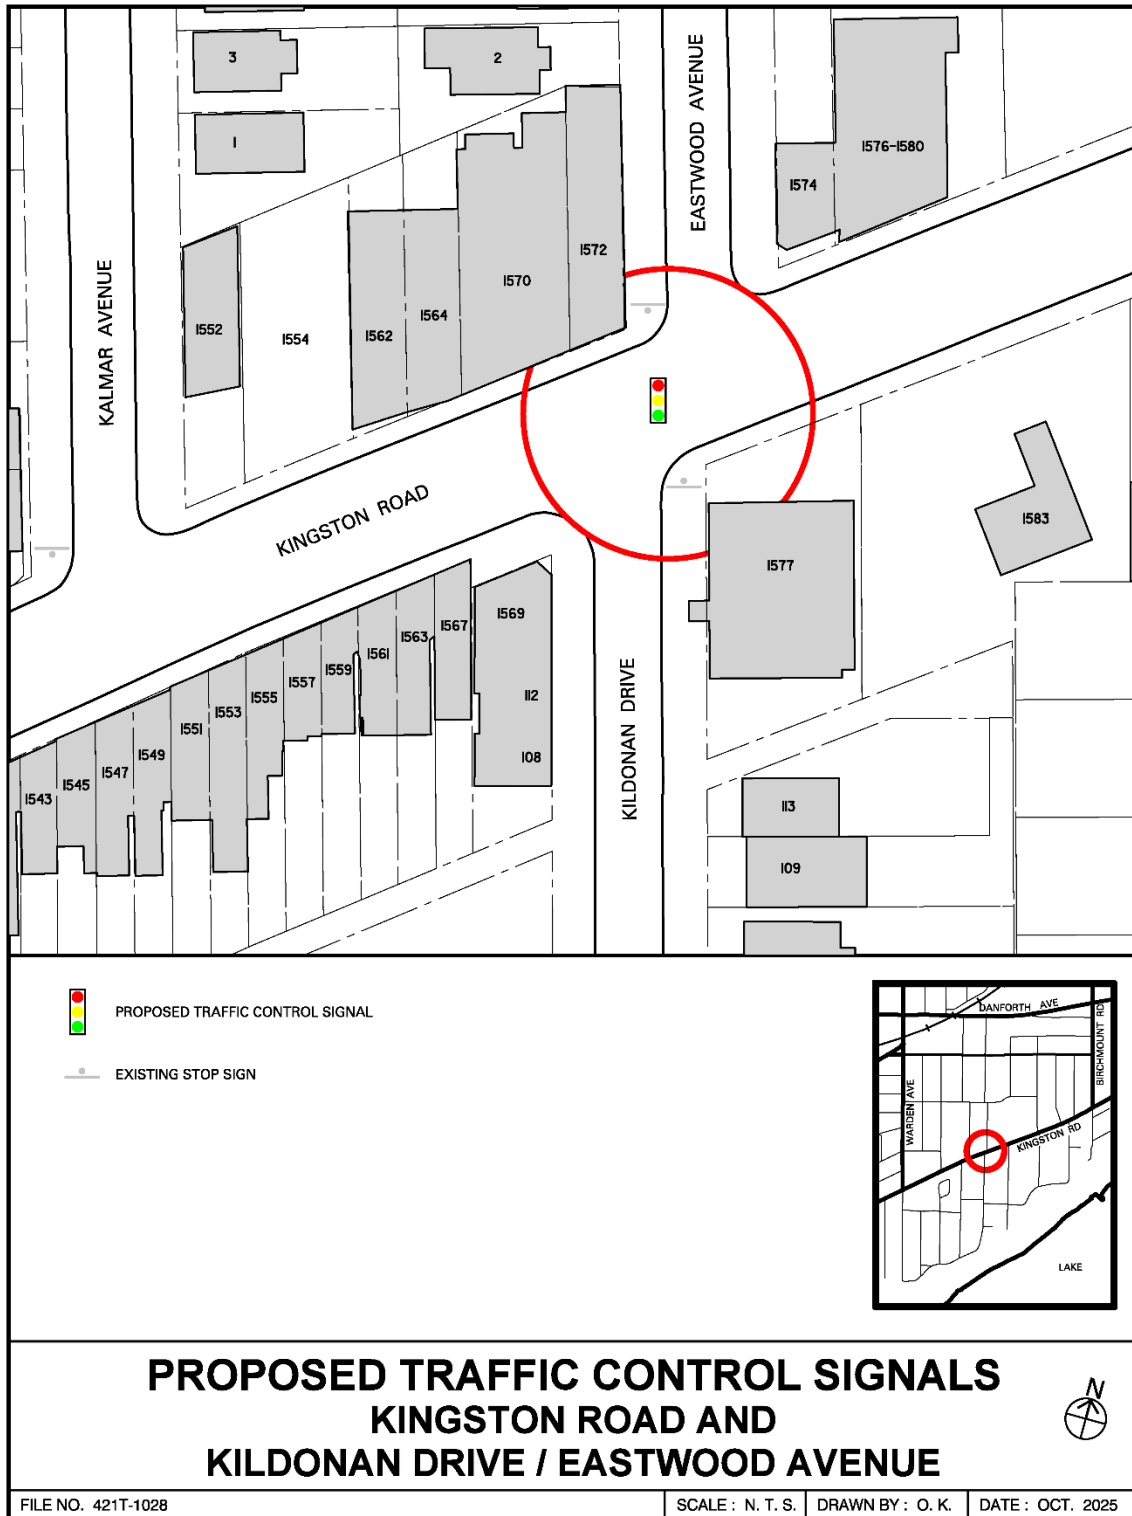 3
2
1
EASTWOOD AVENUE
1576-1580
1574
1572
1570
1564
1562
1554
1552
KALMAR AVENUE
KINGSTON ROAD
1583
1577
1569
1567
1563
1561
1559
1557
1555
1553
1551
1549
1547
1545
1543
112
108
KILDONAN DRIVE
113
109
PROPOSED TRAFFIC CONTROL SIGNAL
EXISTING STOP SIGN
DANFORTH AVE
BIRCHMOUNT RD
WARDEN AVE
KINGSTON RD
LAKE
PROPOSED TRAFFIC CONTROL SIGNALS
KINGSTON ROAD AND
KILDONAN DRIVE / EASTWOOD AVENUE
N
FILE NO. 421T-1028
SCALE : N. T. S.
DRAWN BY : O. K.
DATE : OCT. 2025